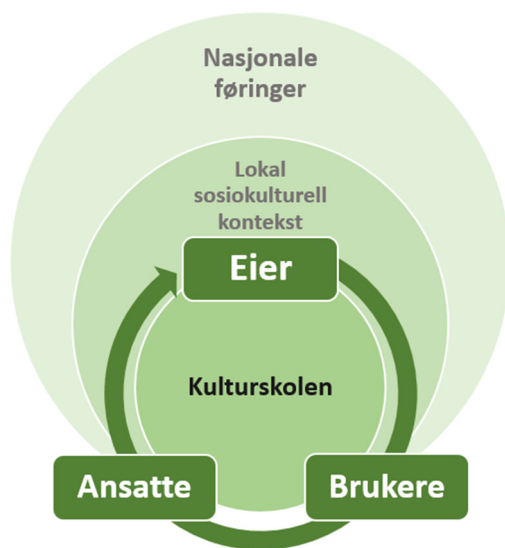 Nasjonale
føringer
Lokal
sosiokulturell
kontekst
Eier
Kulturskolen
Ansatte
Brukere